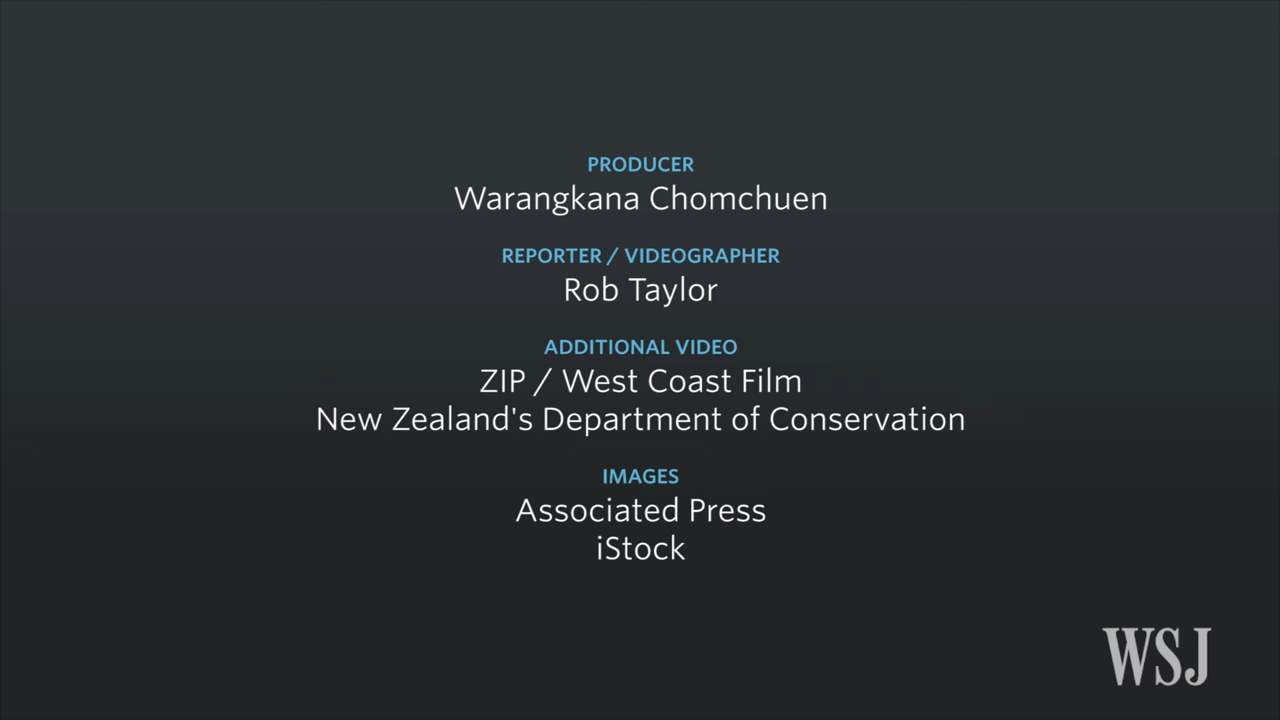 PRODUCER
Warangkana Chomchuen
REPORTER / VIDEOGRAPHER
Rob Taylor
ADDITIONAL VIDEO
ZIP / West Coast Film
New Zealand's Department of Conservation
IMAGES
Associated Press
iStock
WSJ